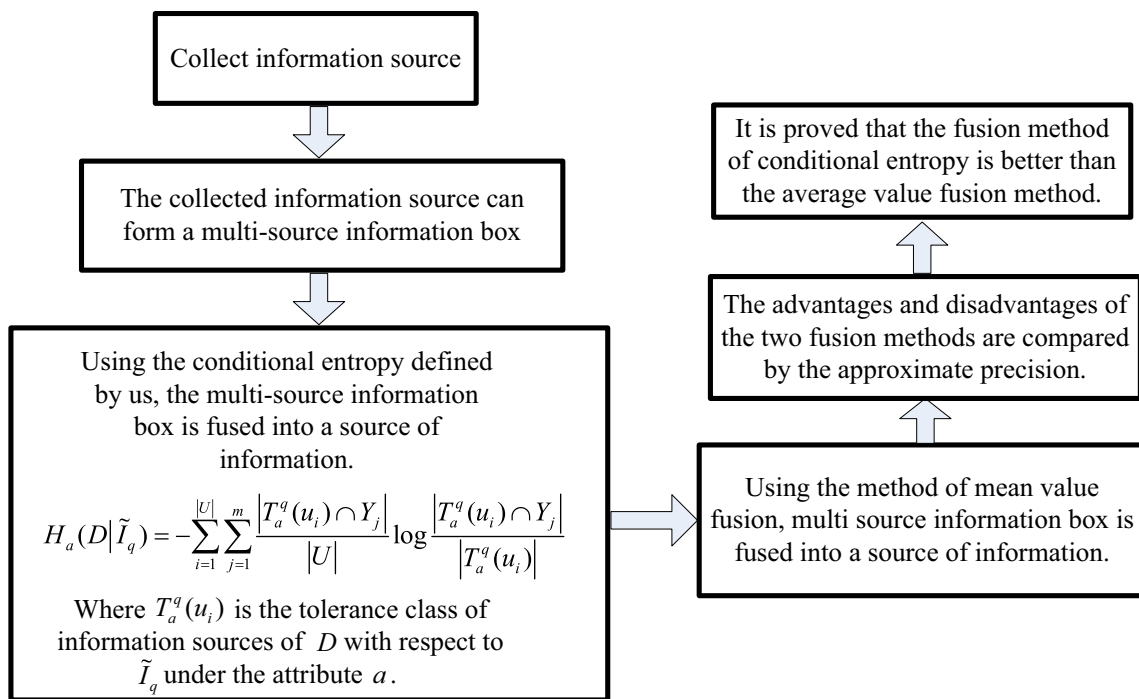 Collect information source
The collected information source can
form a multi-source information box
Using the conditional entropy defined
by us, the multi-source information
box is fused into a source of
information.
H_a(D|Ĩ_q) = −∑_{i=1}^{|U|} ∑_{j=1}^{m} |T_a^q(u_i) ∩ Y_j| / |U| log |T_a^q(u_i) ∩ Y_j| / |T_a^q(u_i)|
Where T_a^q(u_i) is the tolerance class of
information sources of D with respect to
Ĩ_q under the attribute a.
Using the method of mean value
fusion, multi source information box is
fused into a source of information.
The advantages and disadvantages of
the two fusion methods are compared
by the approximate precision.
It is proved that the fusion method
of conditional entropy is better than
the average value fusion method.